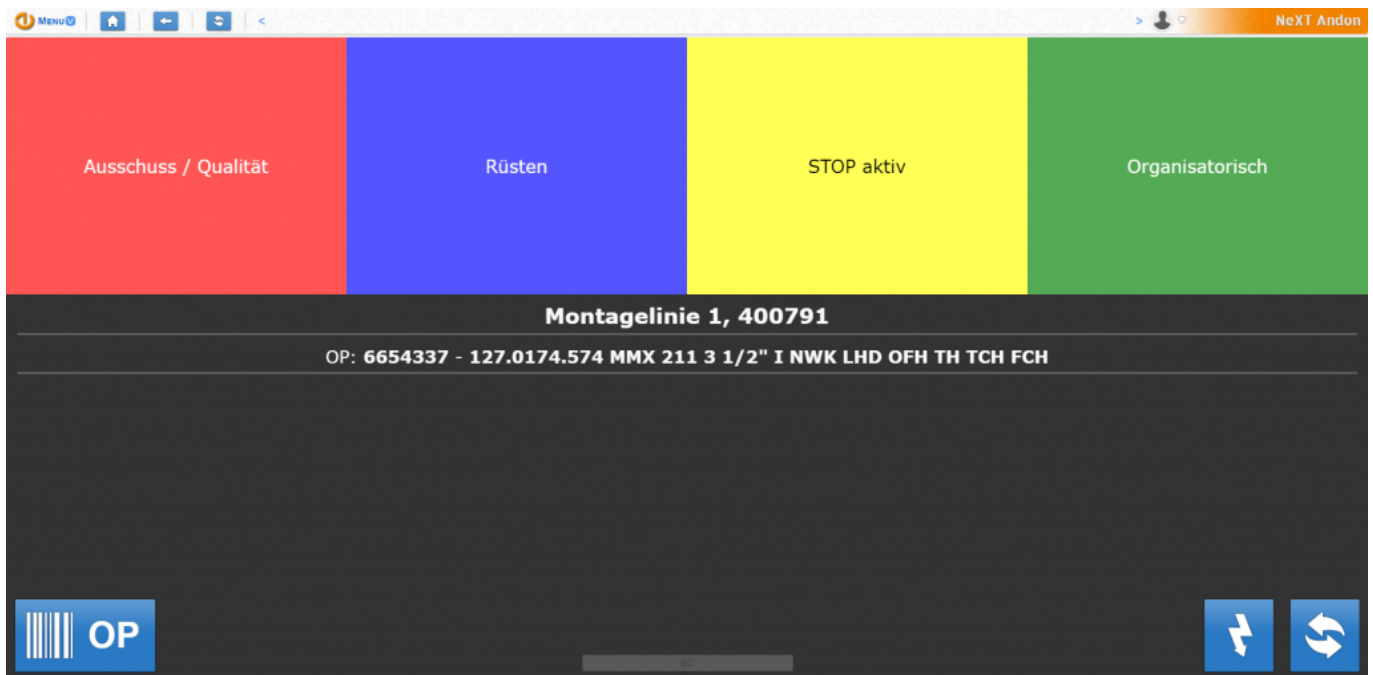 MENU
<
>
NeXT Andon
Ausschuss / Qualität
Rüsten
STOP aktiv
Organisatorisch
Montagelinie 1, 400791
OP: 6654337 - 127.0174.574 MMX 211 3 1/2" I NWK LHD OFH TH TCH FCH
OP